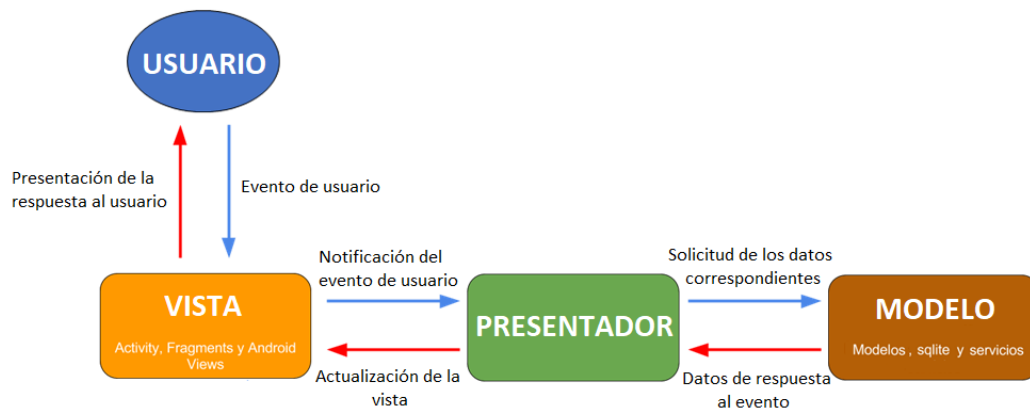 USUARIO
Presentación de la
respuesta al usuario
Evento de usuario
Notificación del
evento de usuario
Solicitud de los datos
correspondientes
VISTA
Activity, Fragments y Android
Views
PRESENTADOR
MODELO
Modelos , sqlite y servicios
Actualización de la
vista
Datos de respuesta
al evento